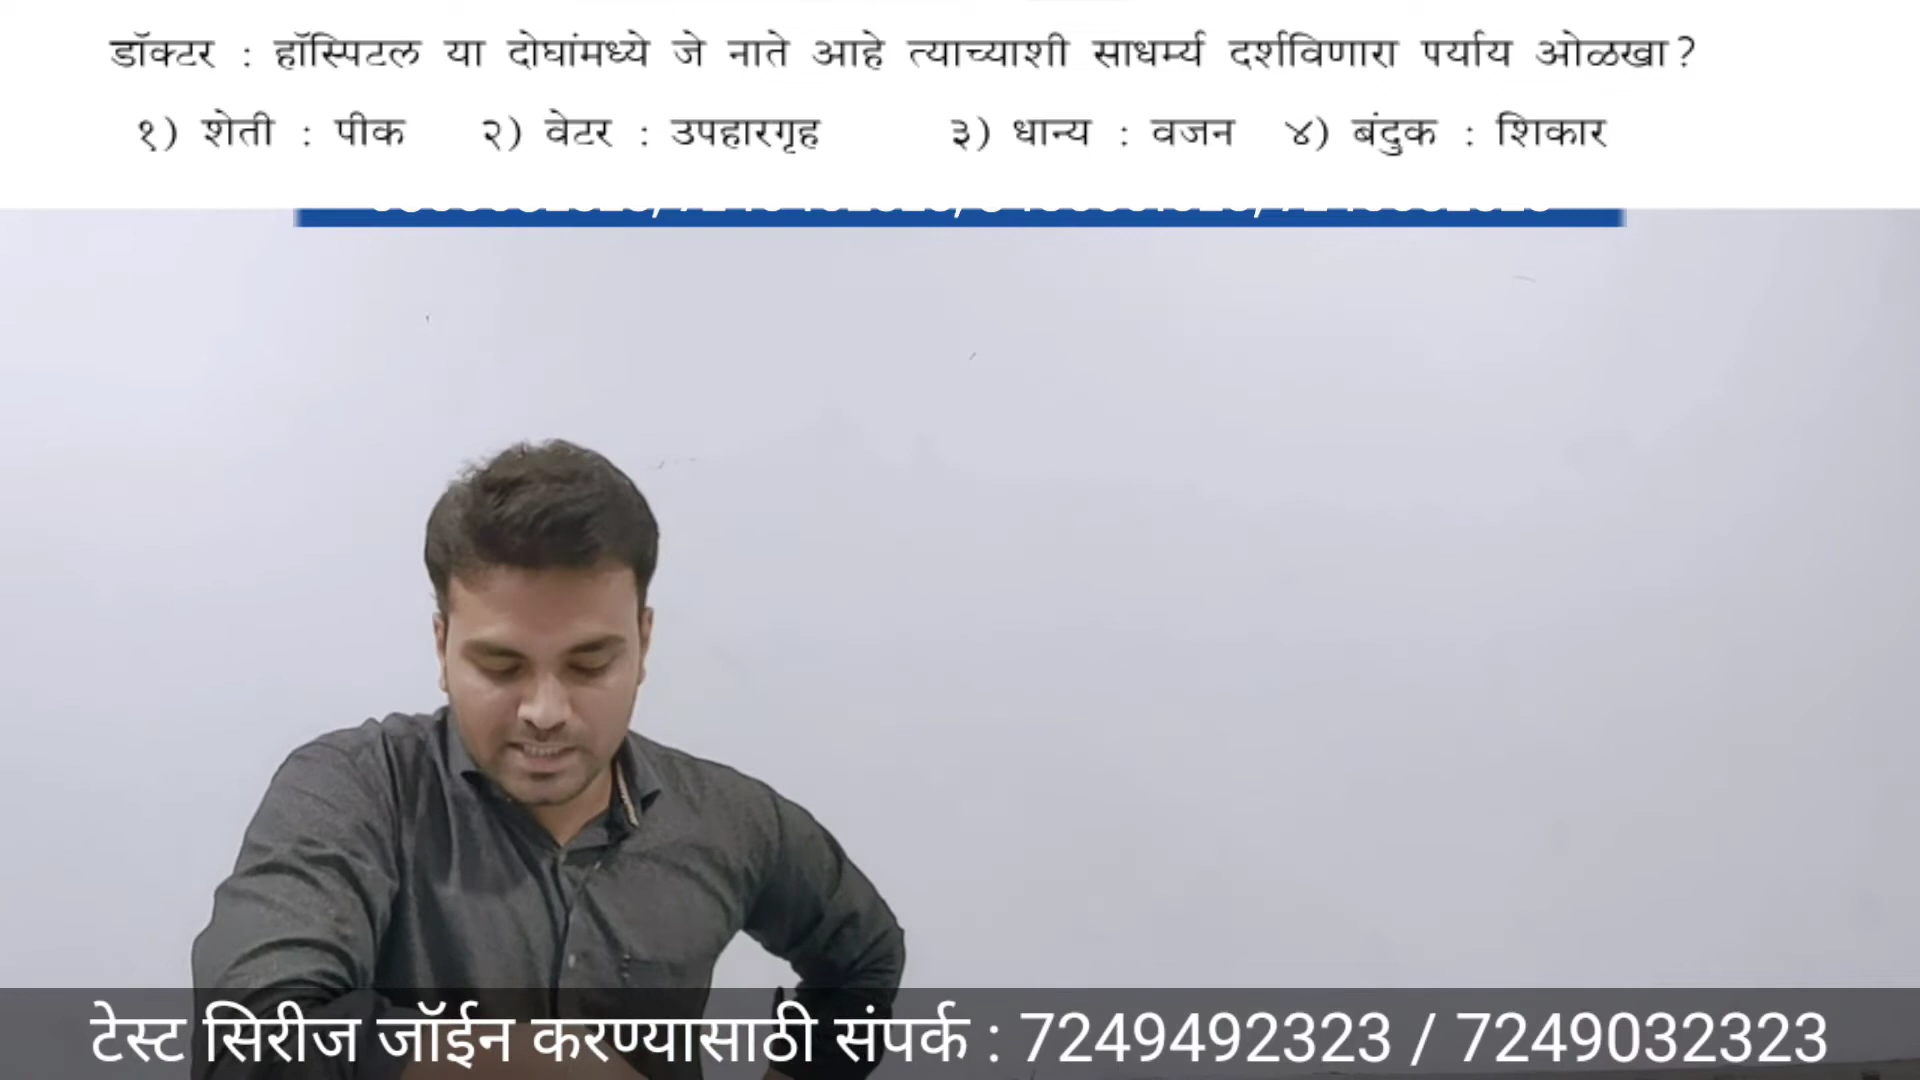 डॉक्टर : हॉस्पिटल या दोघांमध्ये जे नाते आहे त्याच्याशी साधर्म्य दर्शविणारा पर्याय ओळखा?
१) शेती : पीक २) वेटर : उपहारगृह ३) धान्य : वजन ४) बंदुक : शिकार
टेस्ट सिरीज जॉईन करण्यासाठी संपर्क : 7249492323 / 7249032323